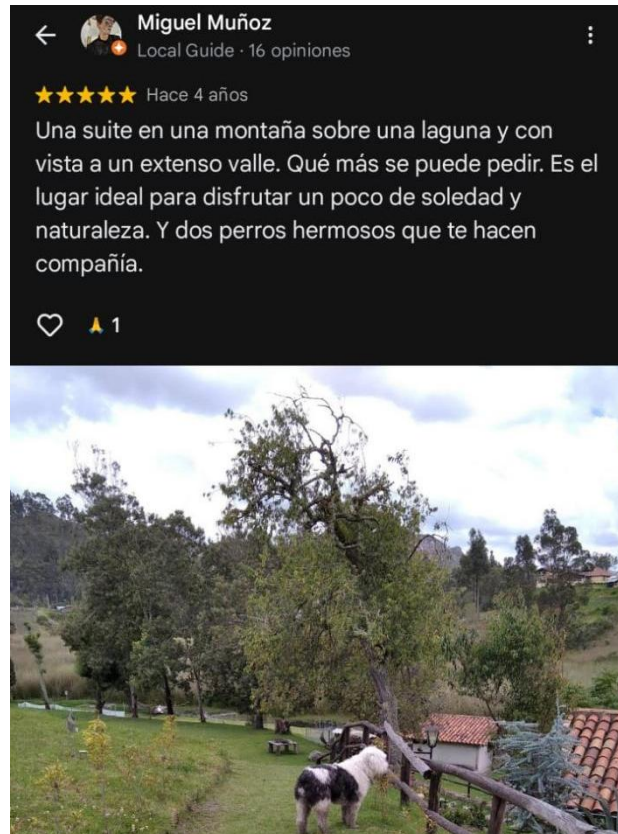 Miguel Muñoz
Local Guide · 16 opiniones
Hace 4 años
Una suite en una montaña sobre una laguna y con
vista a un extenso valle. Qué más se puede pedir. Es el
lugar ideal para disfrutar un poco de soledad y
naturaleza. Y dos perros hermosos que te hacen
compañía.
1